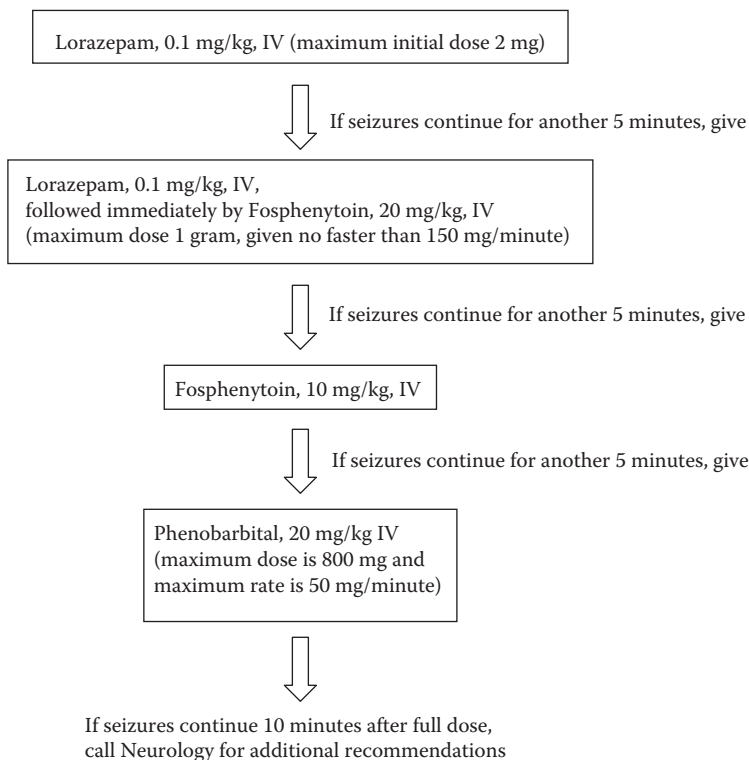 Lorazepam, 0.1 mg/kg, IV (maximum initial dose 2 mg)
If seizures continue for another 5 minutes, give
Lorazepam, 0.1 mg/kg, IV,
followed immediately by Fosphenytoin, 20 mg/kg, IV
(maximum dose 1 gram, given no faster than 150 mg/minute)
If seizures continue for another 5 minutes, give
Fosphenytoin, 10 mg/kg, IV
If seizures continue for another 5 minutes, give
Phenobarbital, 20 mg/kg IV
(maximum dose is 800 mg and
maximum rate is 50 mg/minute)
If seizures continue 10 minutes after full dose,
call Neurology for additional recommendations